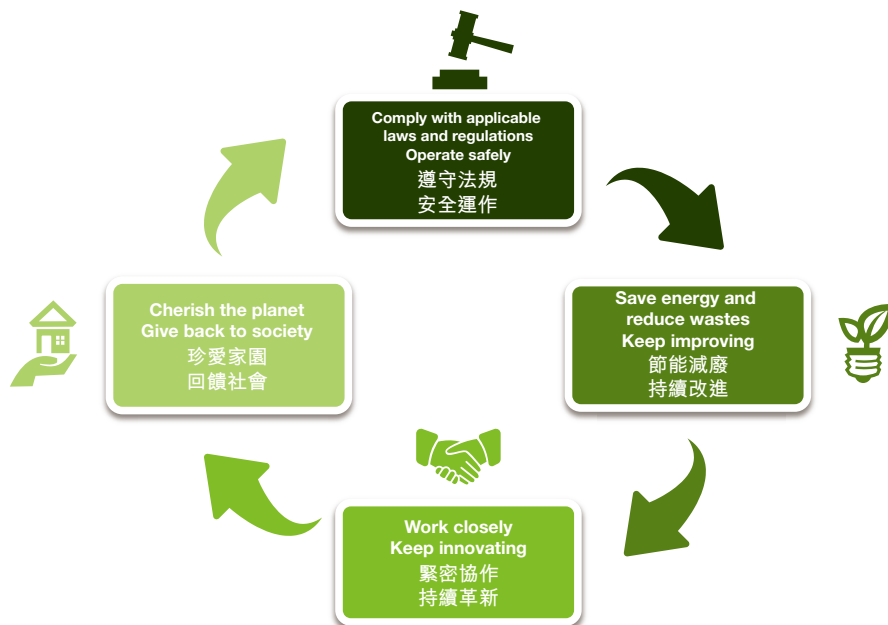 Comply with applicable
laws and regulations
Operate safely
遵守法規
安全運作
Save energy and
reduce wastes
Keep improving
節能減廢
持續改進
Work closely
Keep innovating
緊密協作
持續革新
Cherish the planet
Give back to society
珍愛家園
回饋社會